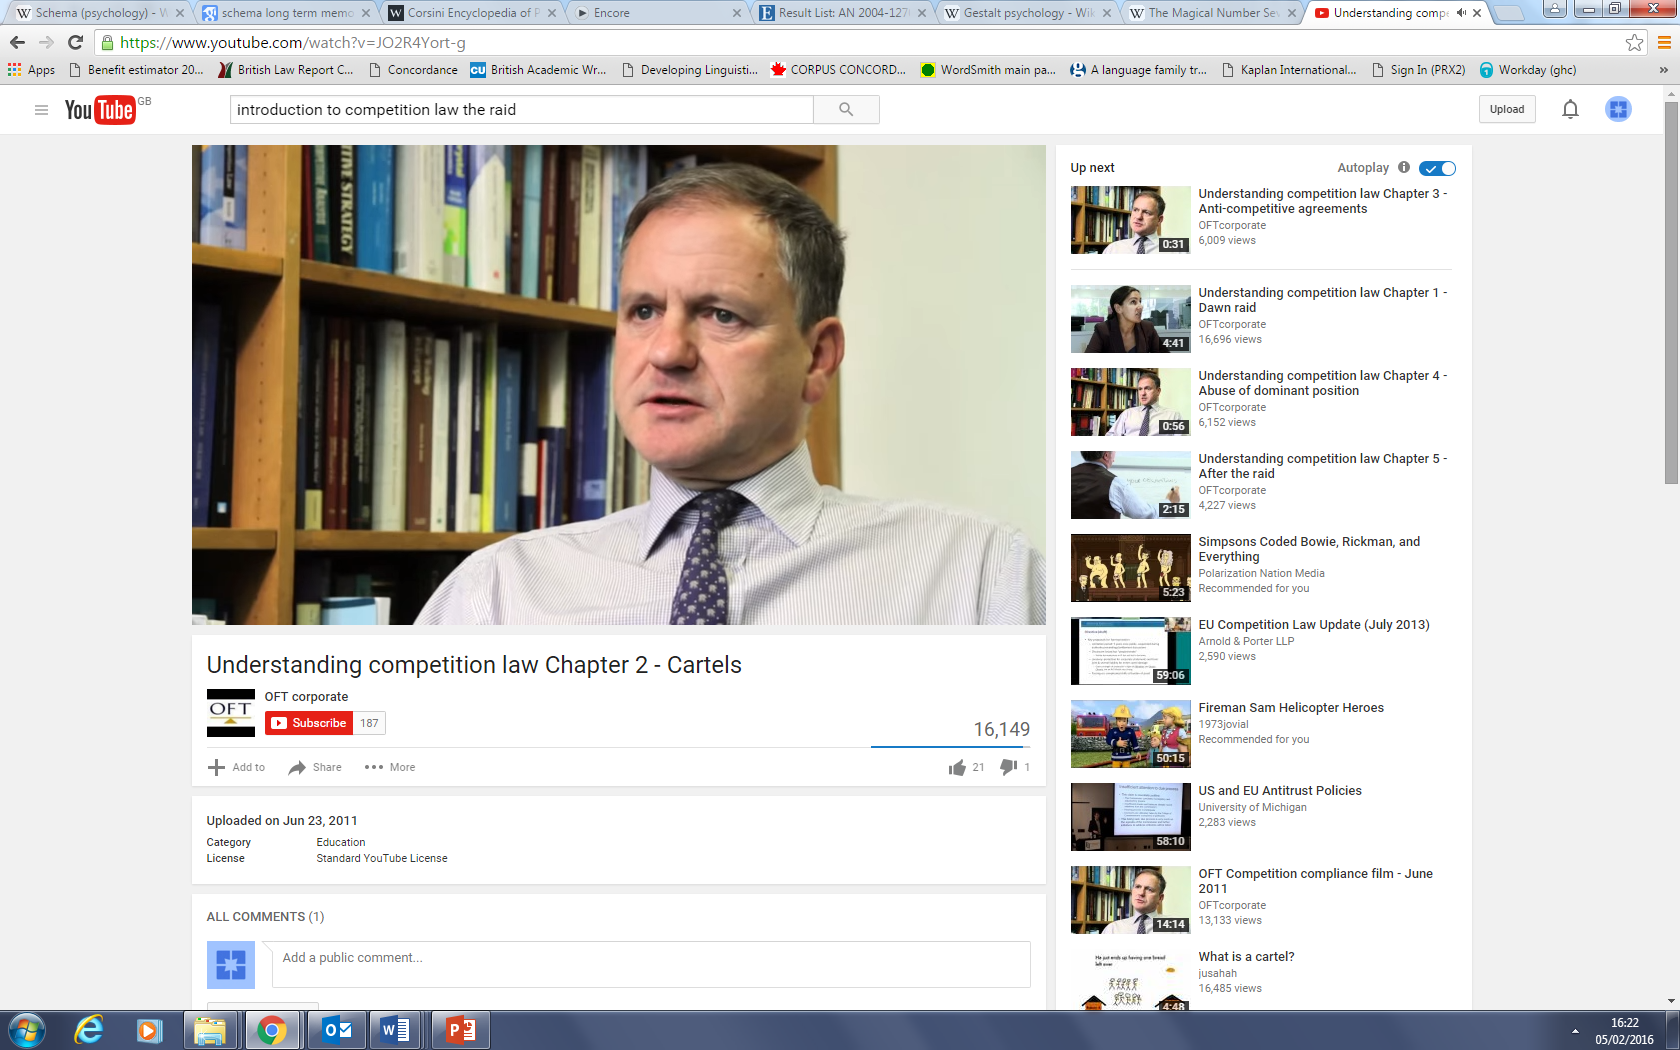 Schema (psychology) - W
schema long term memo
Corsini Encyclopedia of P
Encore
Result List: AN 2004-127
Gestalt psychology - Wik
The Magical Number Sev
Understanding comp
https://www.youtube.com/watch?v=JO2R4Yort-g
Apps
Benefit estimator 20...
British Law Report C...
Concordance
CU British Academic Wr...
Developing Linguisti...
CORPUS CONCORD...
WordSmith main pa...
A language family tr...
Kaplan International...
Sign In (PRX2)
Workday (ghc)
»
YouTube GB
introduction to competition law the raid
Upload
STRATEGY
Understanding competition law Chapter 2 - Cartels
OFT
OFT corporate
Subscribe 187
16,149
Add to
Share
More
21
1
Uploaded on Jun 23, 2011
Category Education
License Standard YouTube License
ALL COMMENTS (1)
Add a public comment...
Up next
Autoplay
Understanding competition law Chapter 3 -
Anti-competitive agreements
OFTcorporate
6,009 views
0:31
Understanding competition law Chapter 1 -
Dawn raid
OFTcorporate
16,696 views
4:41
Understanding competition law Chapter 4 -
Abuse of dominant position
OFTcorporate
6,152 views
0:56
Understanding competition law Chapter 5 -
After the raid
OFTcorporate
4,227 views
2:15
Simpsons Coded Bowie, Rickman, and
Everything
Polarization Nation Media
Recommended for you
5:23
EU Competition Law Update (July 2013)
Arnold & Porter LLP
2,590 views
59:06
Fireman Sam Helicopter Heroes
1973jovial
Recommended for you
50:15
US and EU Antitrust Policies
University of Michigan
2,283 views
58:10
OFT Competition compliance film - June
2011
OFTcorporate
13,133 views
14:14
What is a cartel?
jusahah
16,485 views
He just ends up having one bread
left over
4:48
16:22
05/02/2016